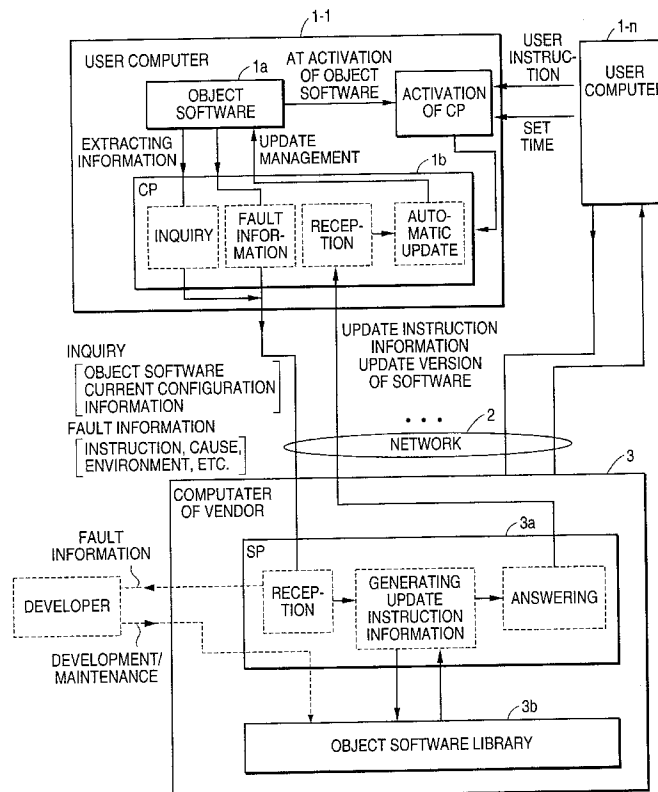 1-1
1-n
USER COMPUTER
1a
OBJECT
SOFTWARE
AT ACTIVATION
OF OBJECT
SOFTWARE
ACTIVATION
OF CP
USER
INSTRUC-
TION
SET
TIME
USER
COMPUTER
EXTRACTING
INFORMATION
UPDATE
MANAGEMENT
1b
CP
INQUIRY
FAULT
INFOR-
MATION
RECEP-
TION
AUTO-
MATIC
UPDATE
INQUIRY
OBJECT SOFTWARE
CURRENT CONFIGURATION
INFORMATION
FAULT INFORMATION
INSTRUCTION, CAUSE,
ENVIRONMENT, ETC.
UPDATE INSTRUCTION
INFORMATION
UPDATE VERSION
OF SOFTWARE
• • •
2
NETWORK
3
COMPUTATER
OF VENDOR
3a
SP
RECEP-
TION
GENERATING
UPDATE
INSTRUCTION
INFORMATION
ANSWERING
FAULT
INFORMATION
DEVELOPER
DEVELOPMENT/
MAINTENANCE
3b
OBJECT SOFTWARE LIBRARY